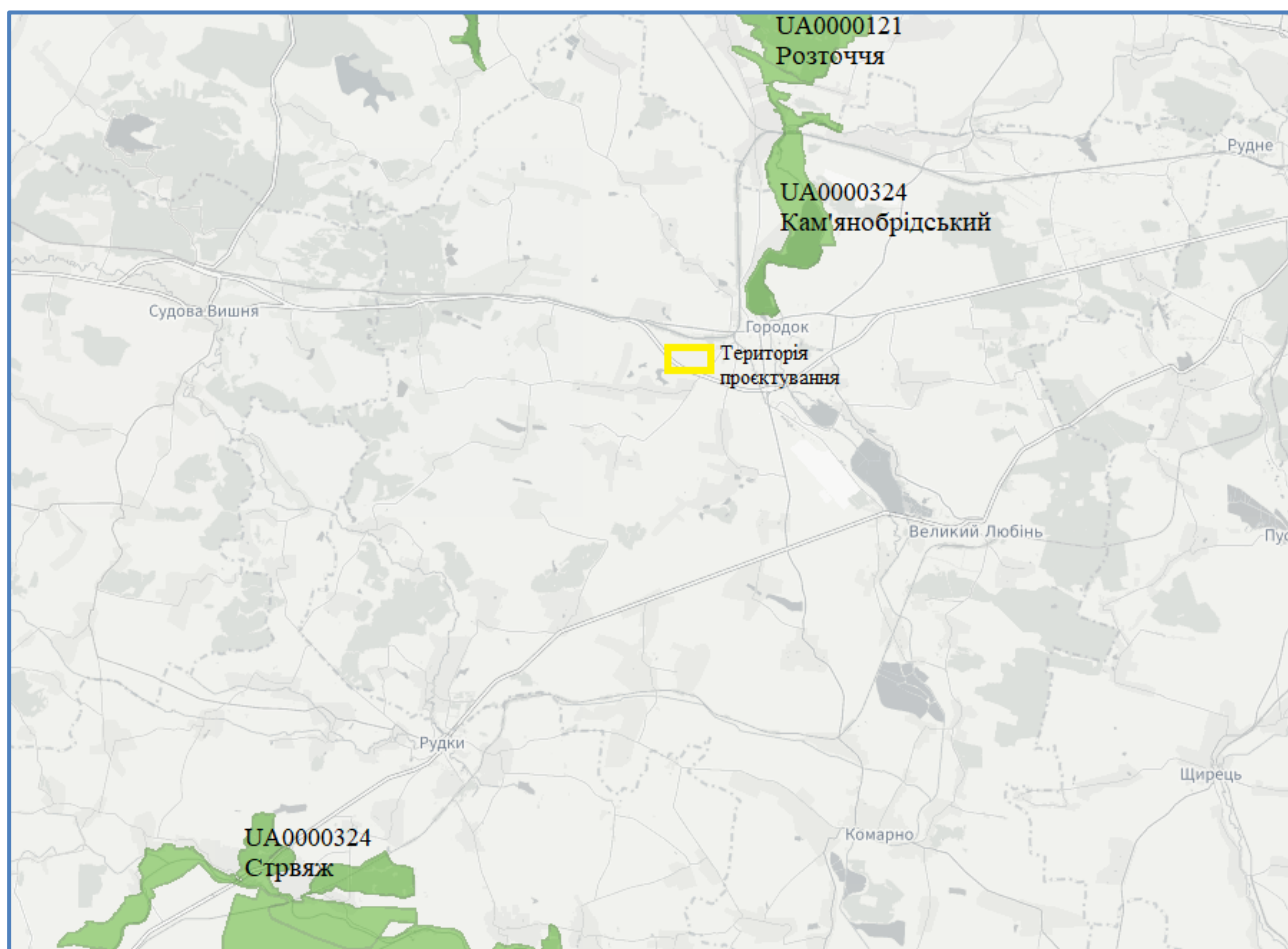 UA0000121
Розточчя
Рудне
UA0000324
Кам'янобрідський
Судова Вишня
Городок
Територія
проєктування
Великий Любінь
Пус
Рудки
Щирець
UA0000324
Стрвяж
Комарно